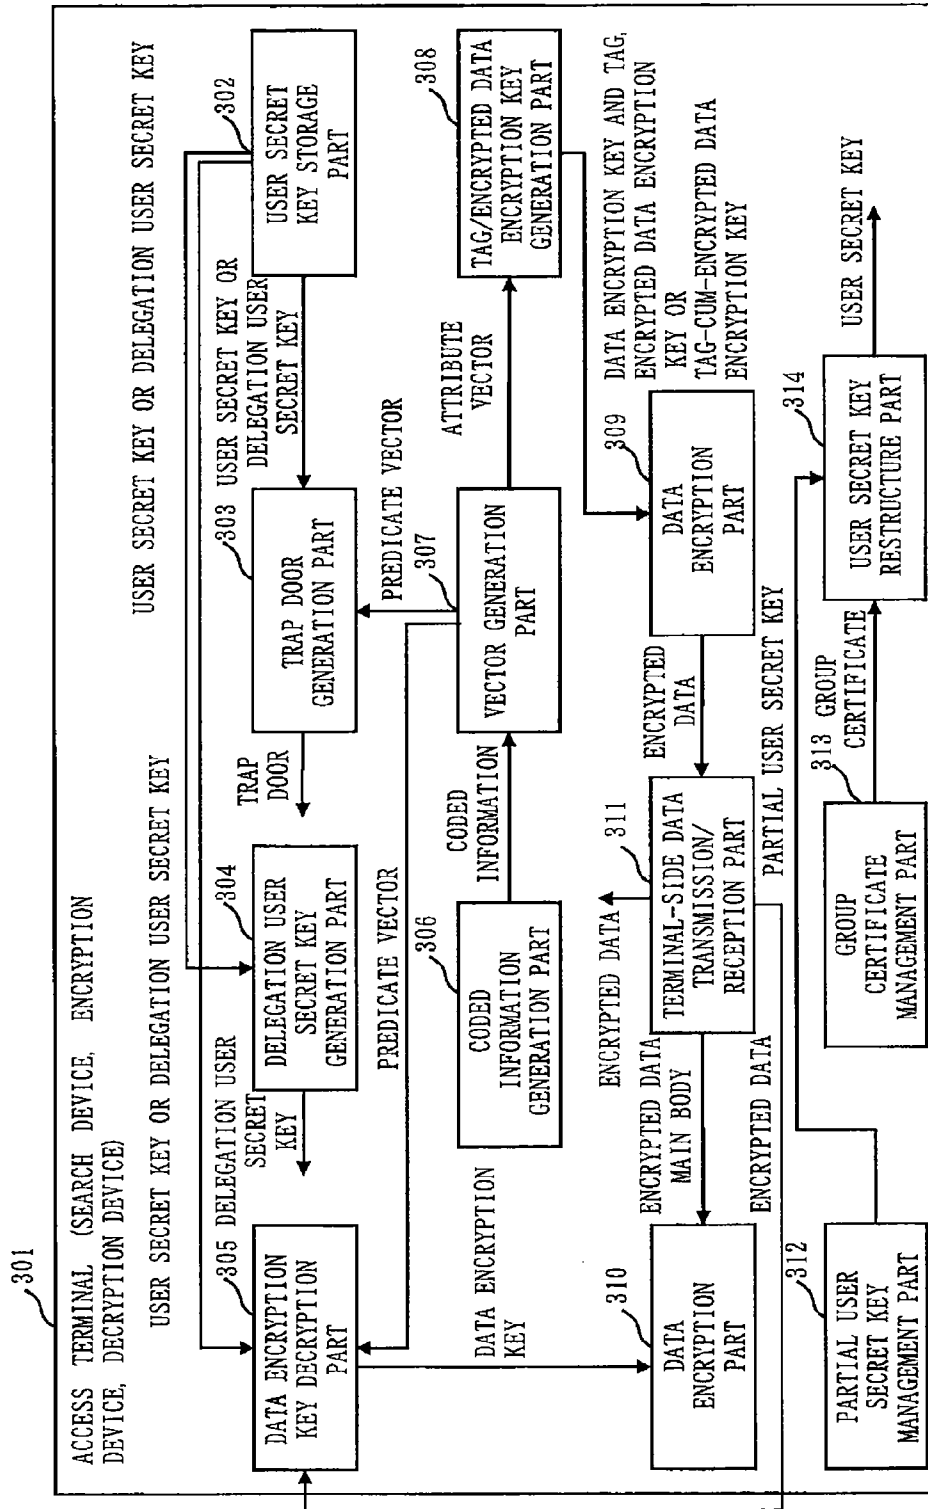 301
ACCESS TERMINAL (SEARCH DEVICE, ENCRYPTION
DEVICE, DECRYPTION DEVICE)
USER SECRET KEY OR DELEGATION USER SECRET KEY
USER SECRET KEY OR DELEGATION USER SECRET KEY
305
DATA ENCRYPTION
KEY DECRYPTION
PART
DELEGATION USER
SECRET
KEY
304
DELEGATION USER
SECRET KEY
GENERATION PART
TRAP
DOOR
303
TRAP DOOR
GENERATION PART
USER SECRET KEY OR
DELEGATION USER
SECRET KEY
302
USER SECRET
KEY STORAGE
PART
PREDICATE VECTOR
PREDICATE VECTOR
306
CODED
INFORMATION
GENERATION PART
CODED
INFORMATION
307
VECTOR GENERATION
PART
ATTRIBUTE
VECTOR
308
TAG/ENCRYPTED DATA
ENCRYPTION KEY
GENERATION PART
DATA ENCRYPTION
KEY
DATA ENCRYPTION KEY AND TAG,
ENCRYPTED DATA ENCRYPTION
KEY OR
TAG-CUM-ENCRYPTED DATA
ENCRYPTION KEY
310
DATA
ENCRYPTION
PART
ENCRYPTED DATA
MAIN BODY
ENCRYPTED DATA
ENCRYPTED DATA
311
TERMINAL-SIDE DATA
TRANSMISSION/
RECEPTION PART
ENCRYPTED
DATA
309
DATA
ENCRYPTION
PART
PARTIAL USER SECRET KEY
312
PARTIAL USER
SECRET KEY
MANAGEMENT PART
313
GROUP
CERTIFICATE
MANAGEMENT PART
GROUP
CERTIFICATE
314
USER SECRET KEY
RESTRUCTURE PART
USER SECRET KEY